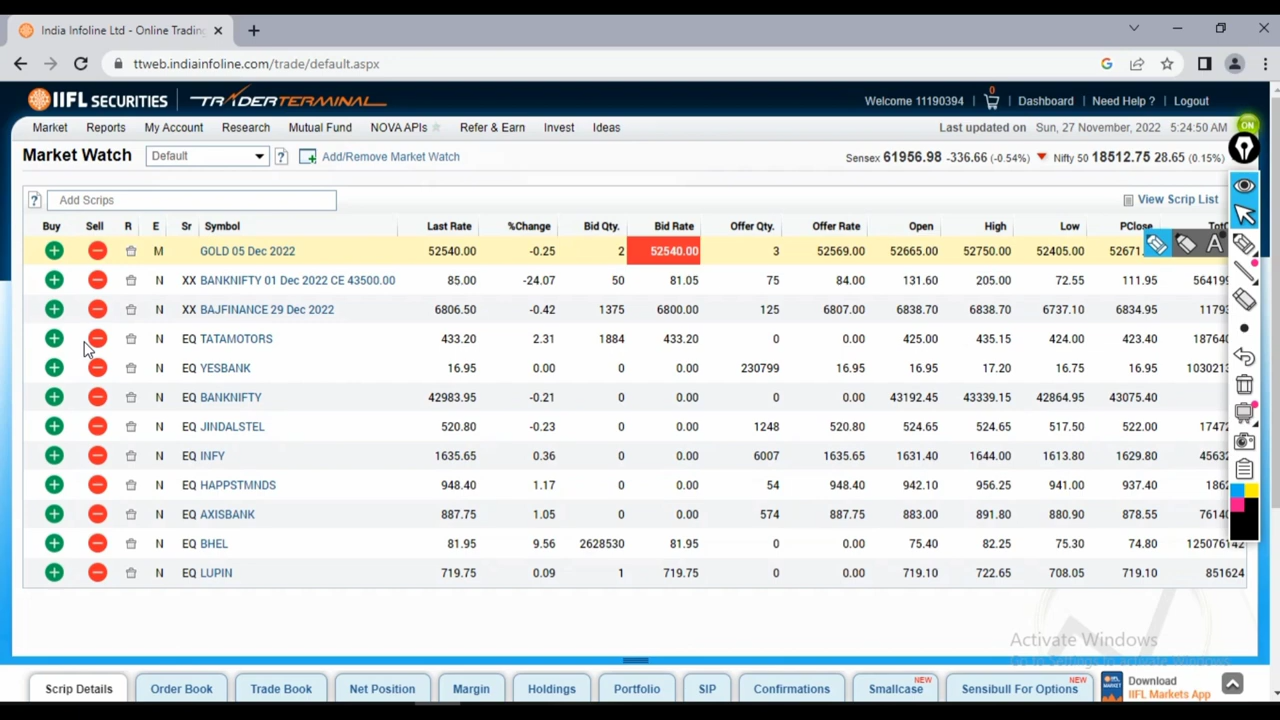 India Infoline Ltd - Online Trading
ttweb.indiainfoline.com/trade/default.aspx
IIFL SECURITIES TRADERTERMINAL
Welcome 11190394 0 Dashboard Need Help ? Logout
Market Reports My Account Research Mutual Fund NOVA APIs Refer & Earn Invest Ideas
Last updated on Sun, 27 November, 2022 5:24:50 AM ON
Market Watch Default ? Add/Remove Market Watch Sensex 61956.98 -336.66 (-0.54%) Nifty 50 18512.75 28.65 (0.15%)
? Add Scrips View Scrip List
Buy Sell R E Sr Symbol Last Rate %Change Bid Qty. Bid Rate Offer Qty. Offer Rate Open High Low PClose
M GOLD 05 Dec 2022 52540.00 -0.25 2 52540.00 3 52569.00 52665.00 52750.00 52405.00 52671. A
N XX BANKNIFTY 01 Dec 2022 CE 43500.00 85.00 -24.07 50 81.05 75 84.00 131.60 205.00 72.55 111.95 564199
N XX BAJFINANCE 29 Dec 2022 6806.50 -0.42 1375 6800.00 125 6807.00 6838.70 6838.70 6737.10 6834.95 11793
N EQ TATAMOTORS 433.20 2.31 1884 433.20 0 0.00 425.00 435.15 424.00 423.40 187640
N EQ YESBANK 16.95 0.00 0 0.00 230799 16.95 16.95 17.20 16.75 16.95 1030213
N EQ BANKNIFTY 42983.95 -0.21 0 0.00 0 0.00 43192.45 43339.15 42864.95 43075.40
N EQ JINDALSTEL 520.80 -0.23 0 0.00 1248 520.80 524.65 524.65 517.50 522.00 17472
N EQ INFY 1635.65 0.36 0 0.00 6007 1635.65 1631.40 1644.00 1613.80 1629.80 45632
N EQ HAPPSTMNDS 948.40 1.17 0 0.00 54 948.40 942.10 956.25 941.00 937.40 1862
N EQ AXISBANK 887.75 1.05 0 0.00 574 887.75 883.00 891.80 880.90 878.55 76140
N EQ BHEL 81.95 9.56 2628530 81.95 0 0.00 75.40 82.25 75.30 74.80 125076142
N EQ LUPIN 719.75 0.09 1 719.75 0 0.00 719.10 722.65 708.05 719.10 851624
Activate Windows
Scrip Details Order Book Trade Book Net Position Margin Holdings Portfolio SIP Confirmations Smallcase NEW Sensibull For Options NEW
Download
IIFL Markets App